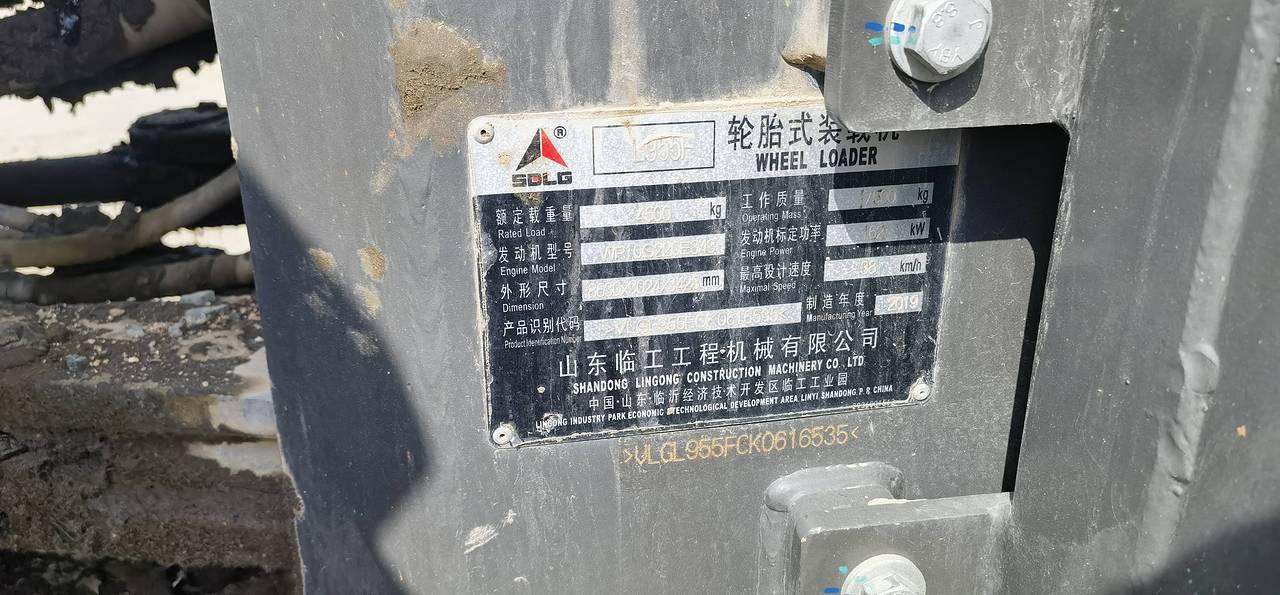 SDLG ®
L955F
轮胎式装载机
WHEEL LOADER
额定载重量 kg
Rated Load
工作质量 kg
Operating Mass
发动机型号
Engine Model
发动机标定功率 kW
Engine Power
外形尺寸 mm
Dimension
最高设计速度 38 km/h
Maximal Speed
产品识别代码 >VLGL955FCK0616535<
Product Identification Number
制造年度 2019
Manufacturing Year
山东临工工程机械有限公司
SHANDONG LINGONG CONSTRUCTION MACHINERY CO. LTD
中国·山东·临沂经济技术开发区临工工业园
LINGONG INDUSTRY PARK ECONOMIC &TECHNOLOGICAL DEVELOPMENT AREA LINYI SHANDONG, P. R. CHINA
>VLGL955FCK0616535<